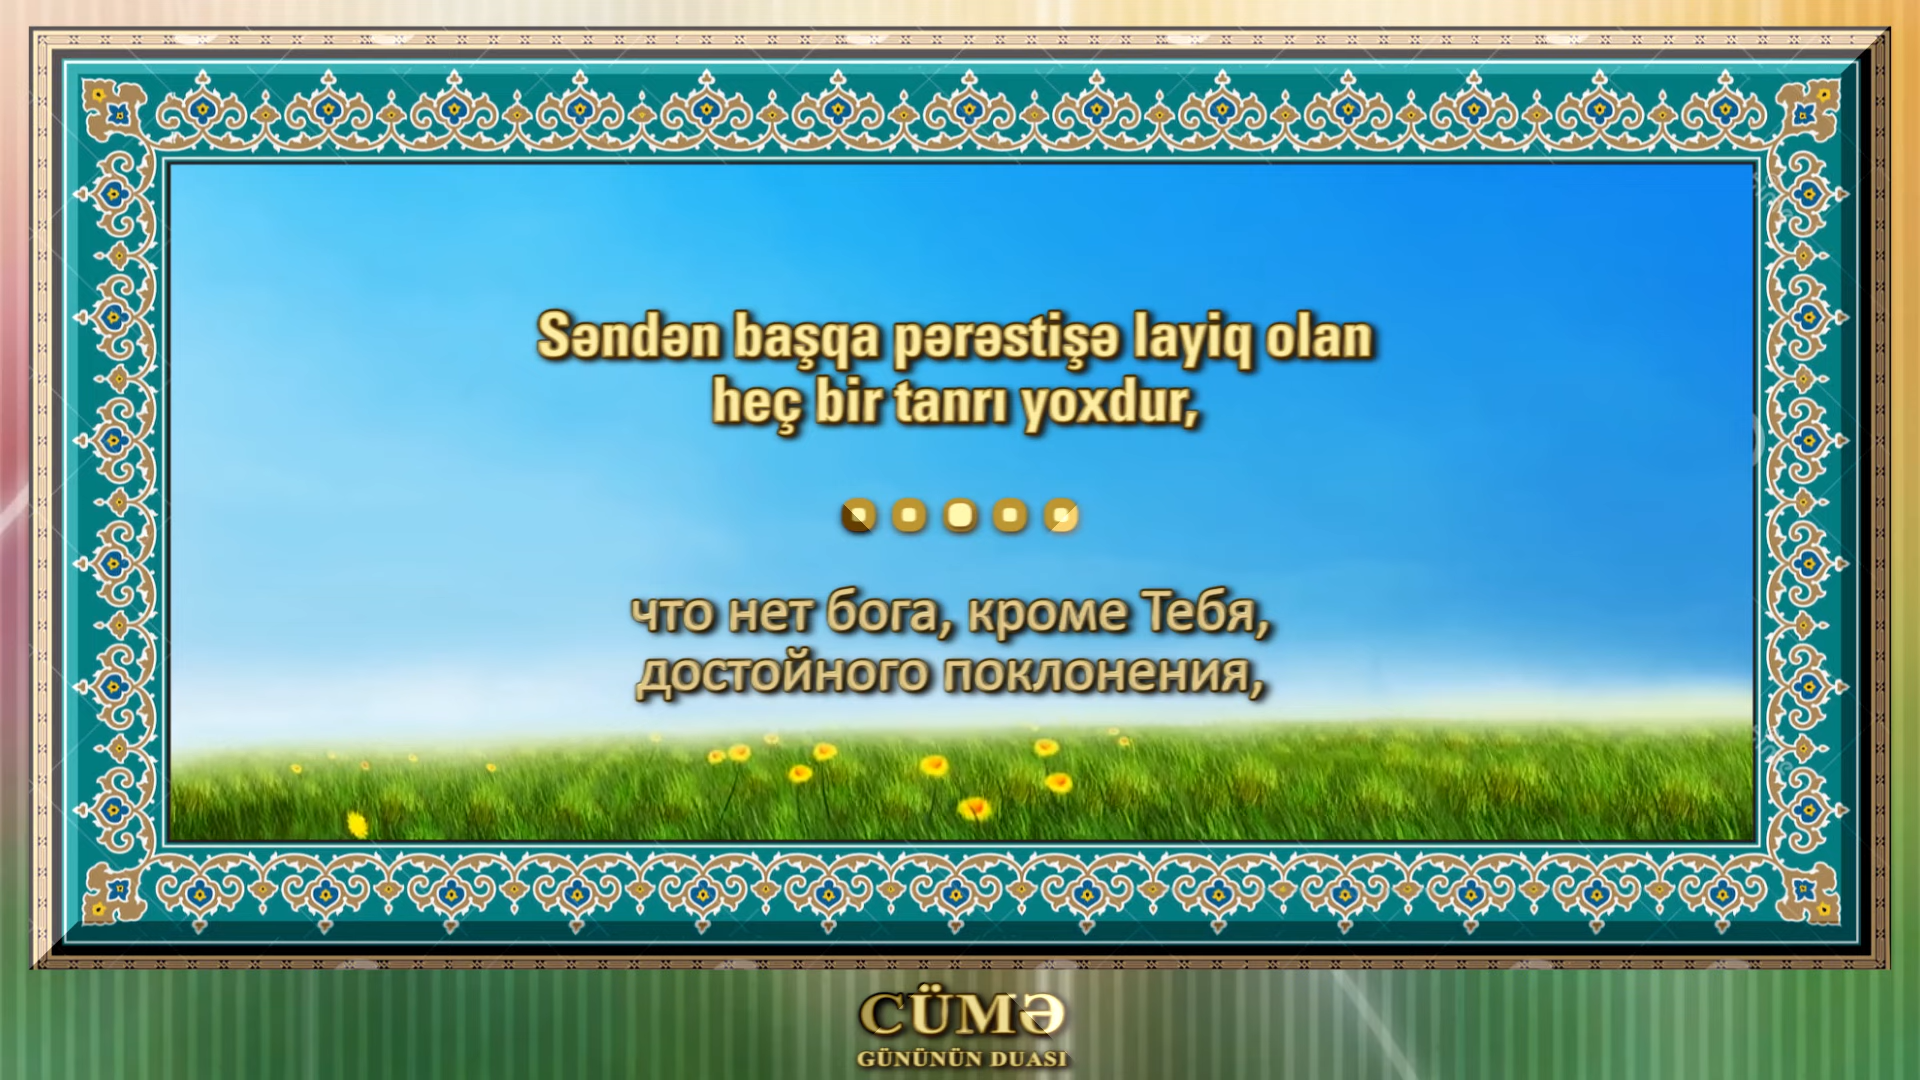 Səndən başqa pərəstişə layiq olan
heç bir tanrı yoxdur,
что нет бога, кроме Тебя,
достойного поклонения,
CÜMƏ
GÜNÜNÜN DUASI